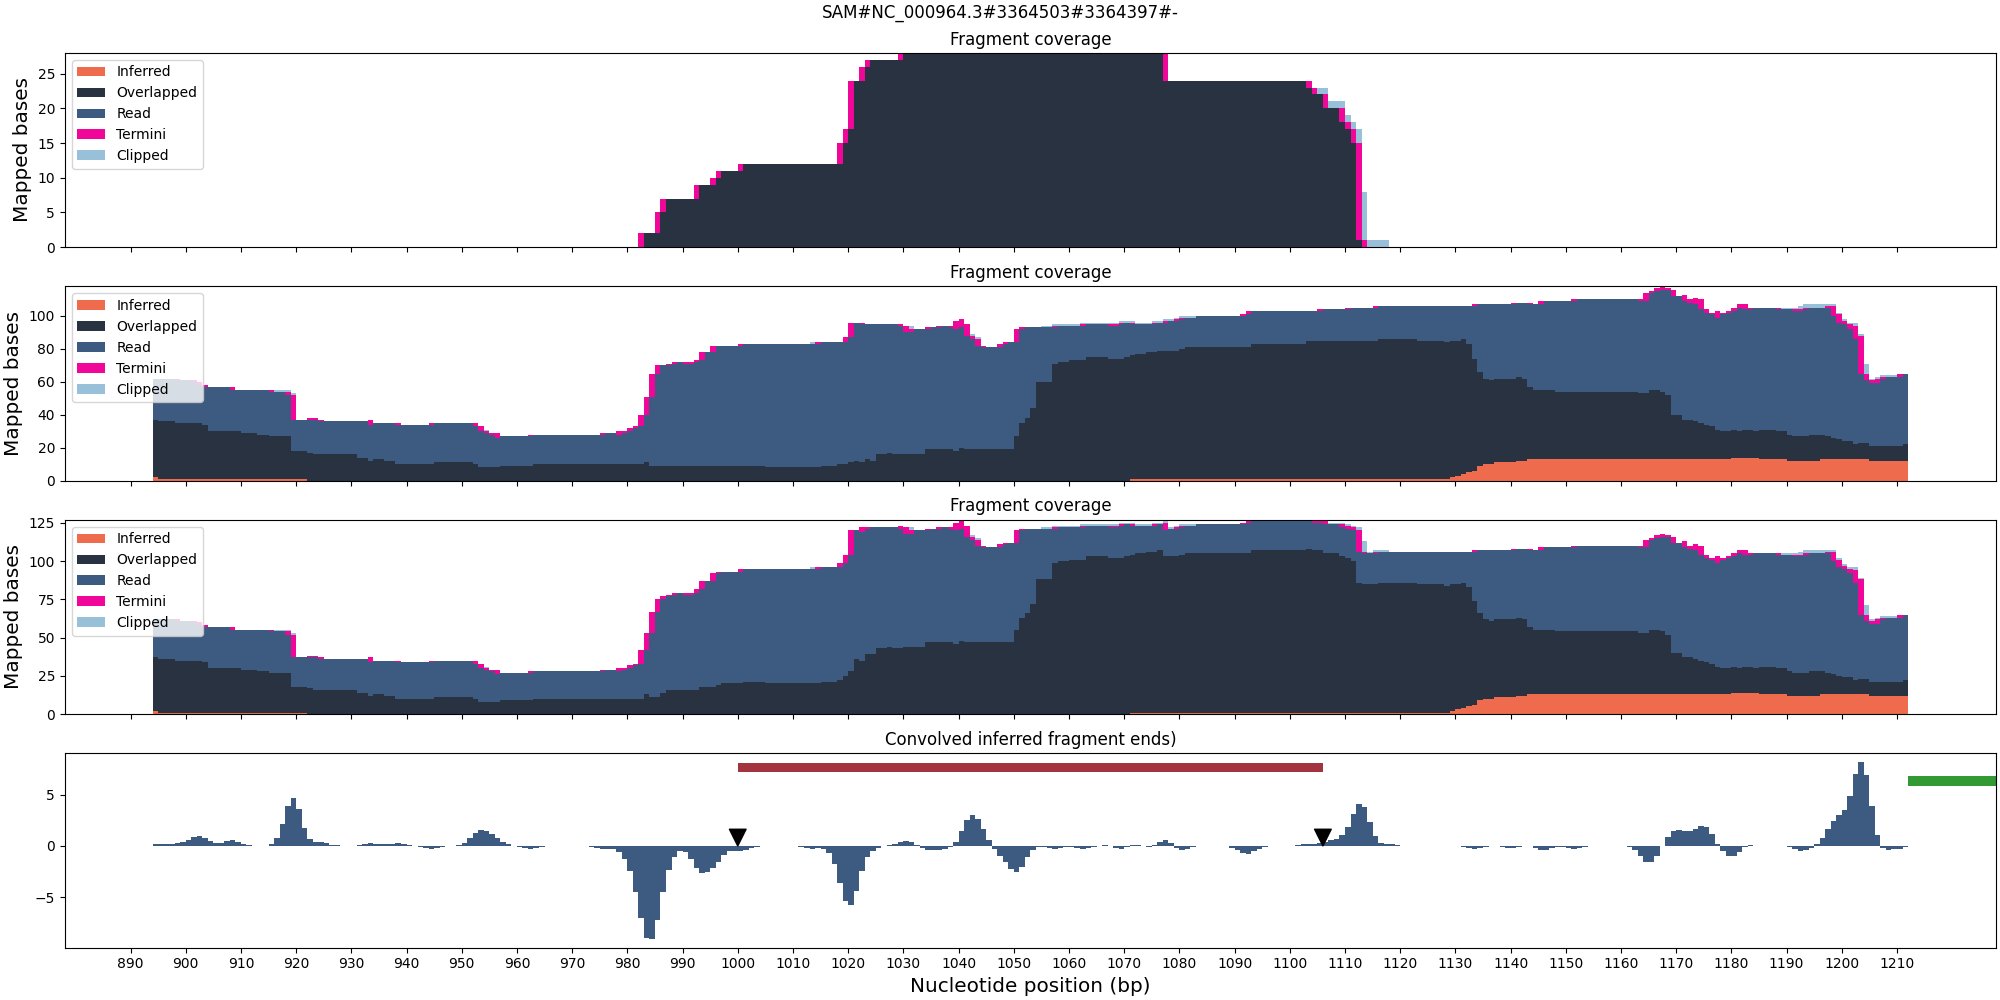 SAM#NC_000964.3#3364503#3364397#-
Fragment coverage
Mapped bases
25
20
15
10
5
0
Inferred
Overlapped
Read
Termini
Clipped
Fragment coverage
Mapped bases
100
80
60
40
20
0
Inferred
Overlapped
Read
Termini
Clipped
Fragment coverage
Mapped bases
125
100
75
50
25
0
Inferred
Overlapped
Read
Termini
Clipped
Convolved inferred fragment ends)
5
0
−5
890 900 910 920 930 940 950 960 970 980 990 1000 1010 1020 1030 1040 1050 1060 1070 1080 1090 1100 1110 1120 1130 1140 1150 1160 1170 1180 1190 1200 1210
Nucleotide position (bp)